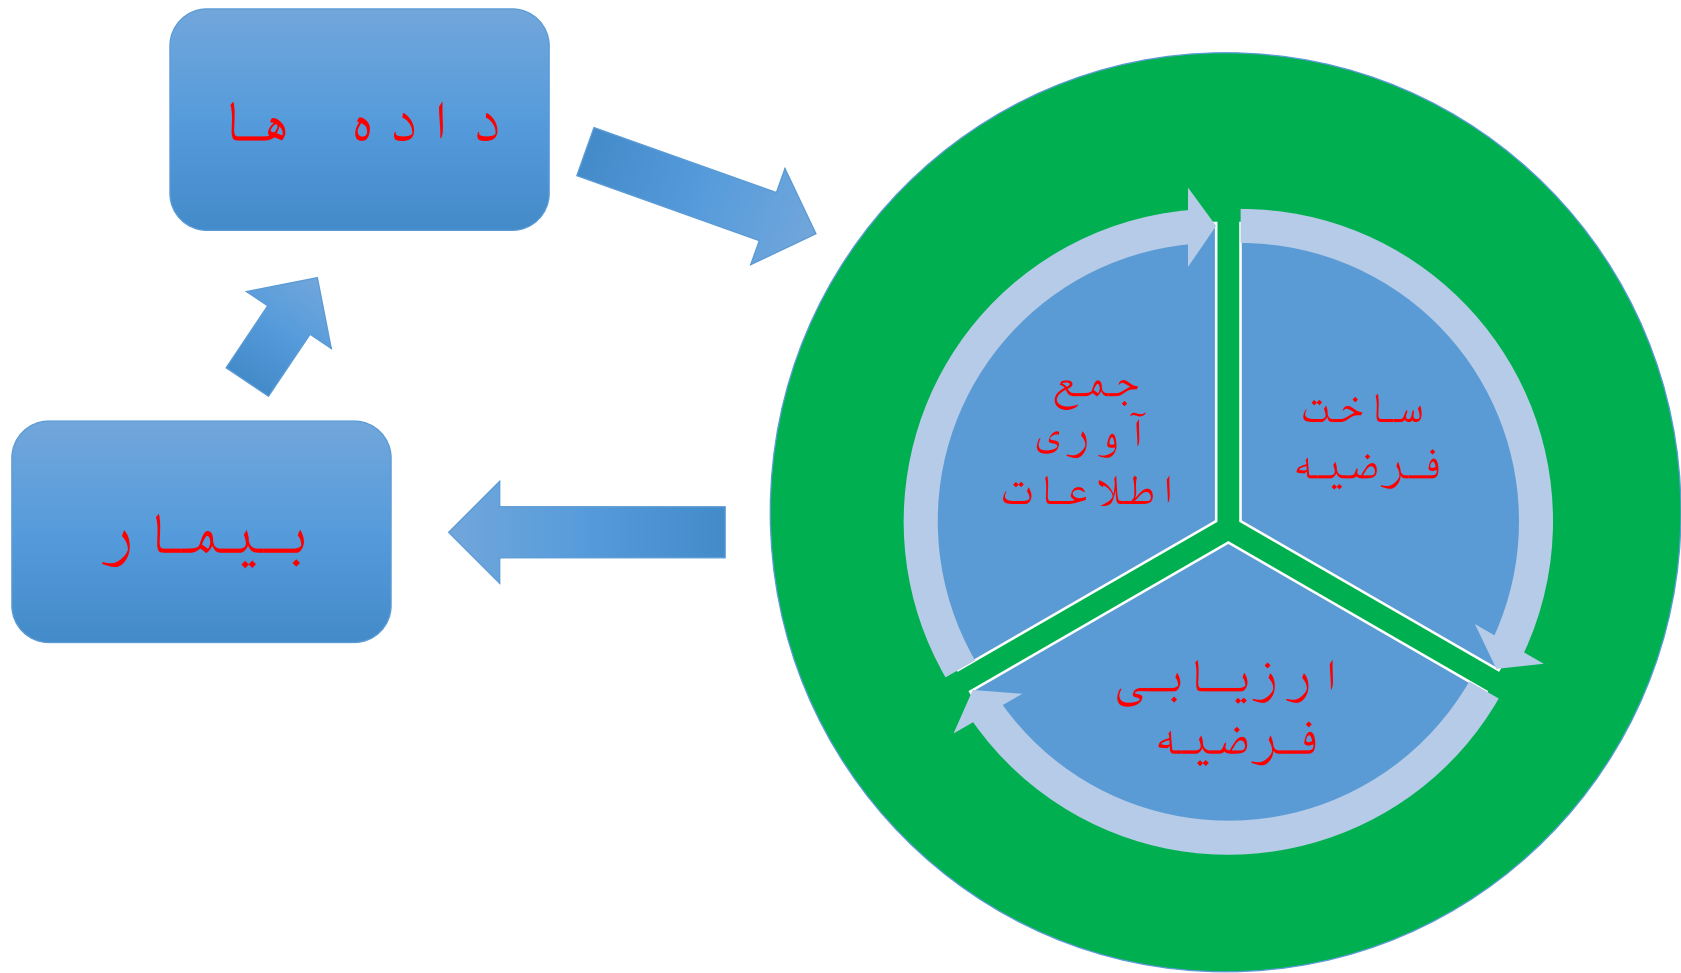 داده ها
بیمار
ساخت
فرضیه
جمع
آوری
اطلاعات
ارزیابی
فرضیه